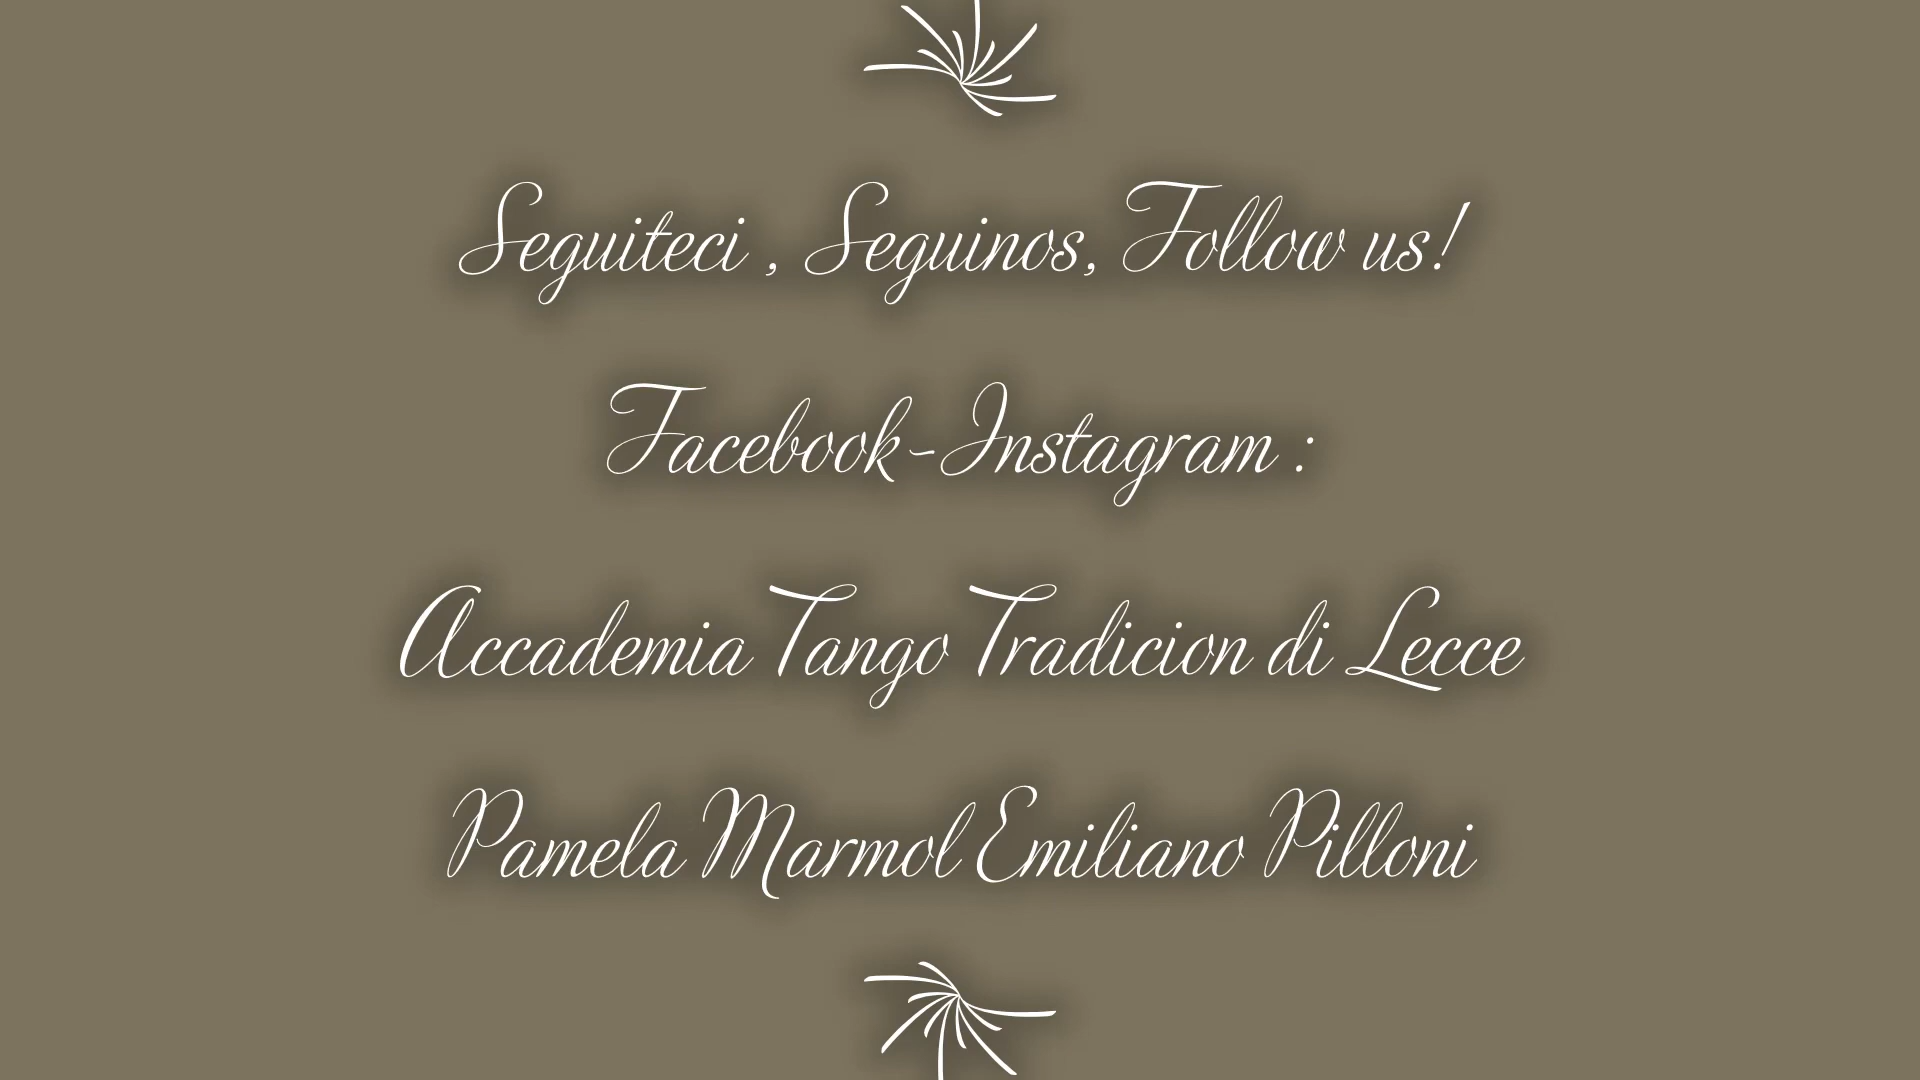 Seguiteci , Seguinos, Follow us!
Facebook-Instagram :
Accademia Tango Tradicion di Lecce
Pamela Marmol Emiliano Pilloni